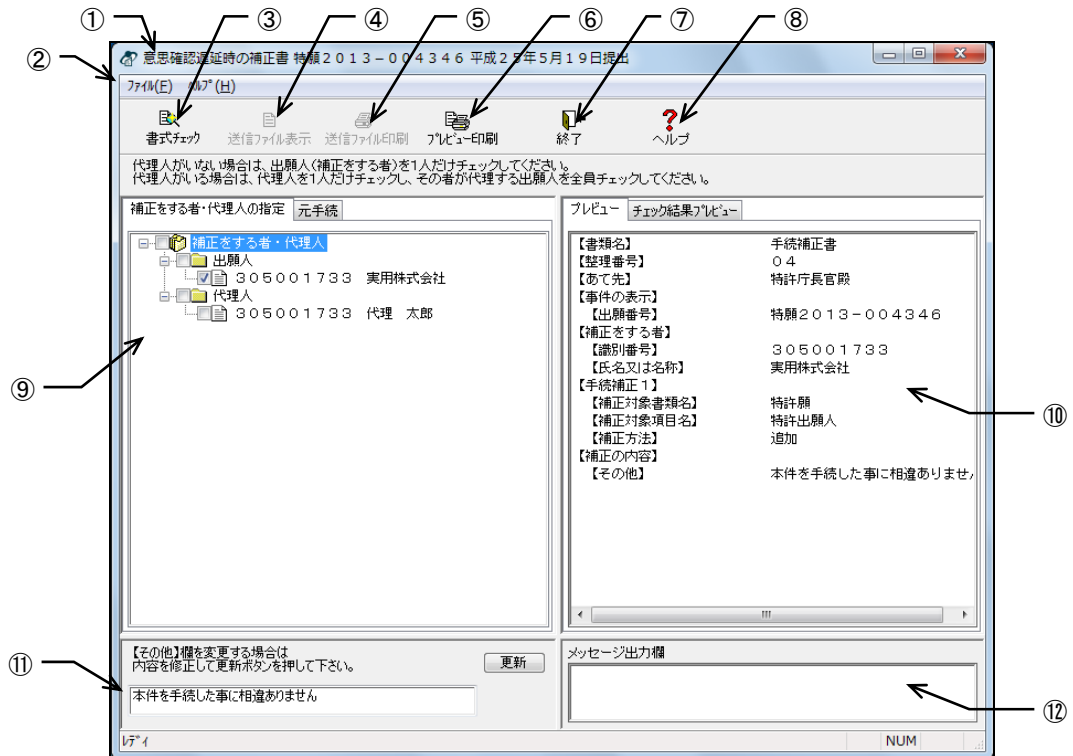 ① ③ ④ ⑤ ⑥ ⑦ ⑧
②
意思確認遅延時の補正書 特願２０１３－００４３４６ 平成２５年５月１９日提出
ﾌｧｲﾙ(F) ﾍﾙﾌﾟ(H)
書式ﾁｪｯｸ 送信ﾌｧｲﾙ表示 送信ﾌｧｲﾙ印刷 ﾌﾟﾚﾋﾞｭｰ印刷 終了 ヘルプ
代理人がいない場合は、出願人(補正をする者)を1人だけチェックしてください。
代理人がいる場合は、代理人を1人だけチェックし、その者が代理する出願人を全員チェックしてください。
補正をする者・代理人の指定 元手続
補正をする者・代理人
出願人
３０５００１７３３ 実用株式会社
代理人
３０５００１７３３ 代理 太郎
⑨
プレビュー チェック結果ﾌﾟﾚﾋﾞｭｰ
【書類名】 手続補正書
【整理番号】 ０４
【あて先】 特許庁長官殿
【事件の表示】
【出願番号】 特願２０１３－００４３４６
【補正をする者】
【識別番号】 ３０５００１７３３
【氏名又は名称】 実用株式会社
【手続補正１】
【補正対象書類名】 特許願
【補正対象項目名】 特許出願人
【補正方法】 追加
【補正の内容】
【その他】 本件を手続した事に相違ありませ
⑩
【その他】欄を変更する場合は
内容を修正して更新ボタンを押して下さい。
更新
本件を手続した事に相違ありません
⑪
メッセージ出力欄
⑫
ﾚﾃﾞｨ NUM